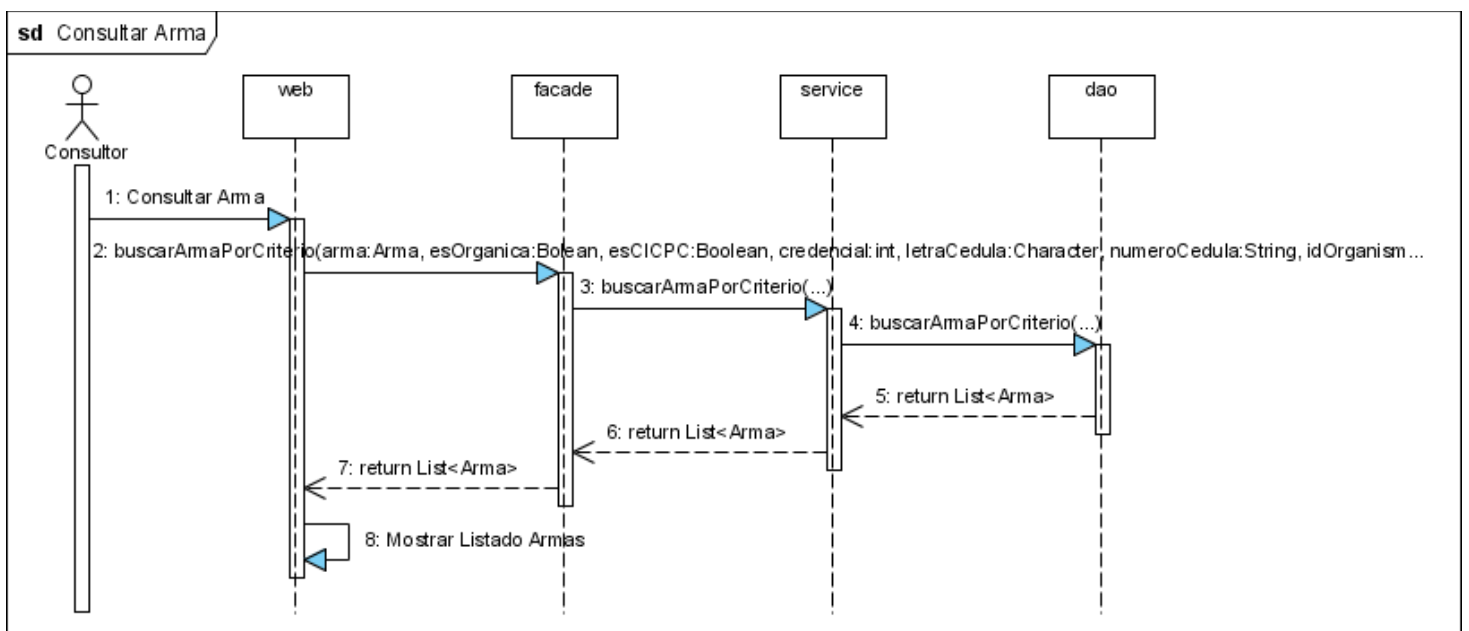 sd Consultar Arma
web
facade
service
dao
Consultor
1: Consultar Arma
2: buscarArmaPorCriterio(arma:Arma, esOrganica:Bolean, esCICPC:Boolean, credencial:int, letraCedula:Character, numeroCedula:String, idOrganism...
3: buscarArmaPorCriterio(...)
4: buscarArmaPorCriterio(...)
5: return List<Arma>
6: return List<Arma>
7: return List<Arma>
8: Mostrar Listado Armas